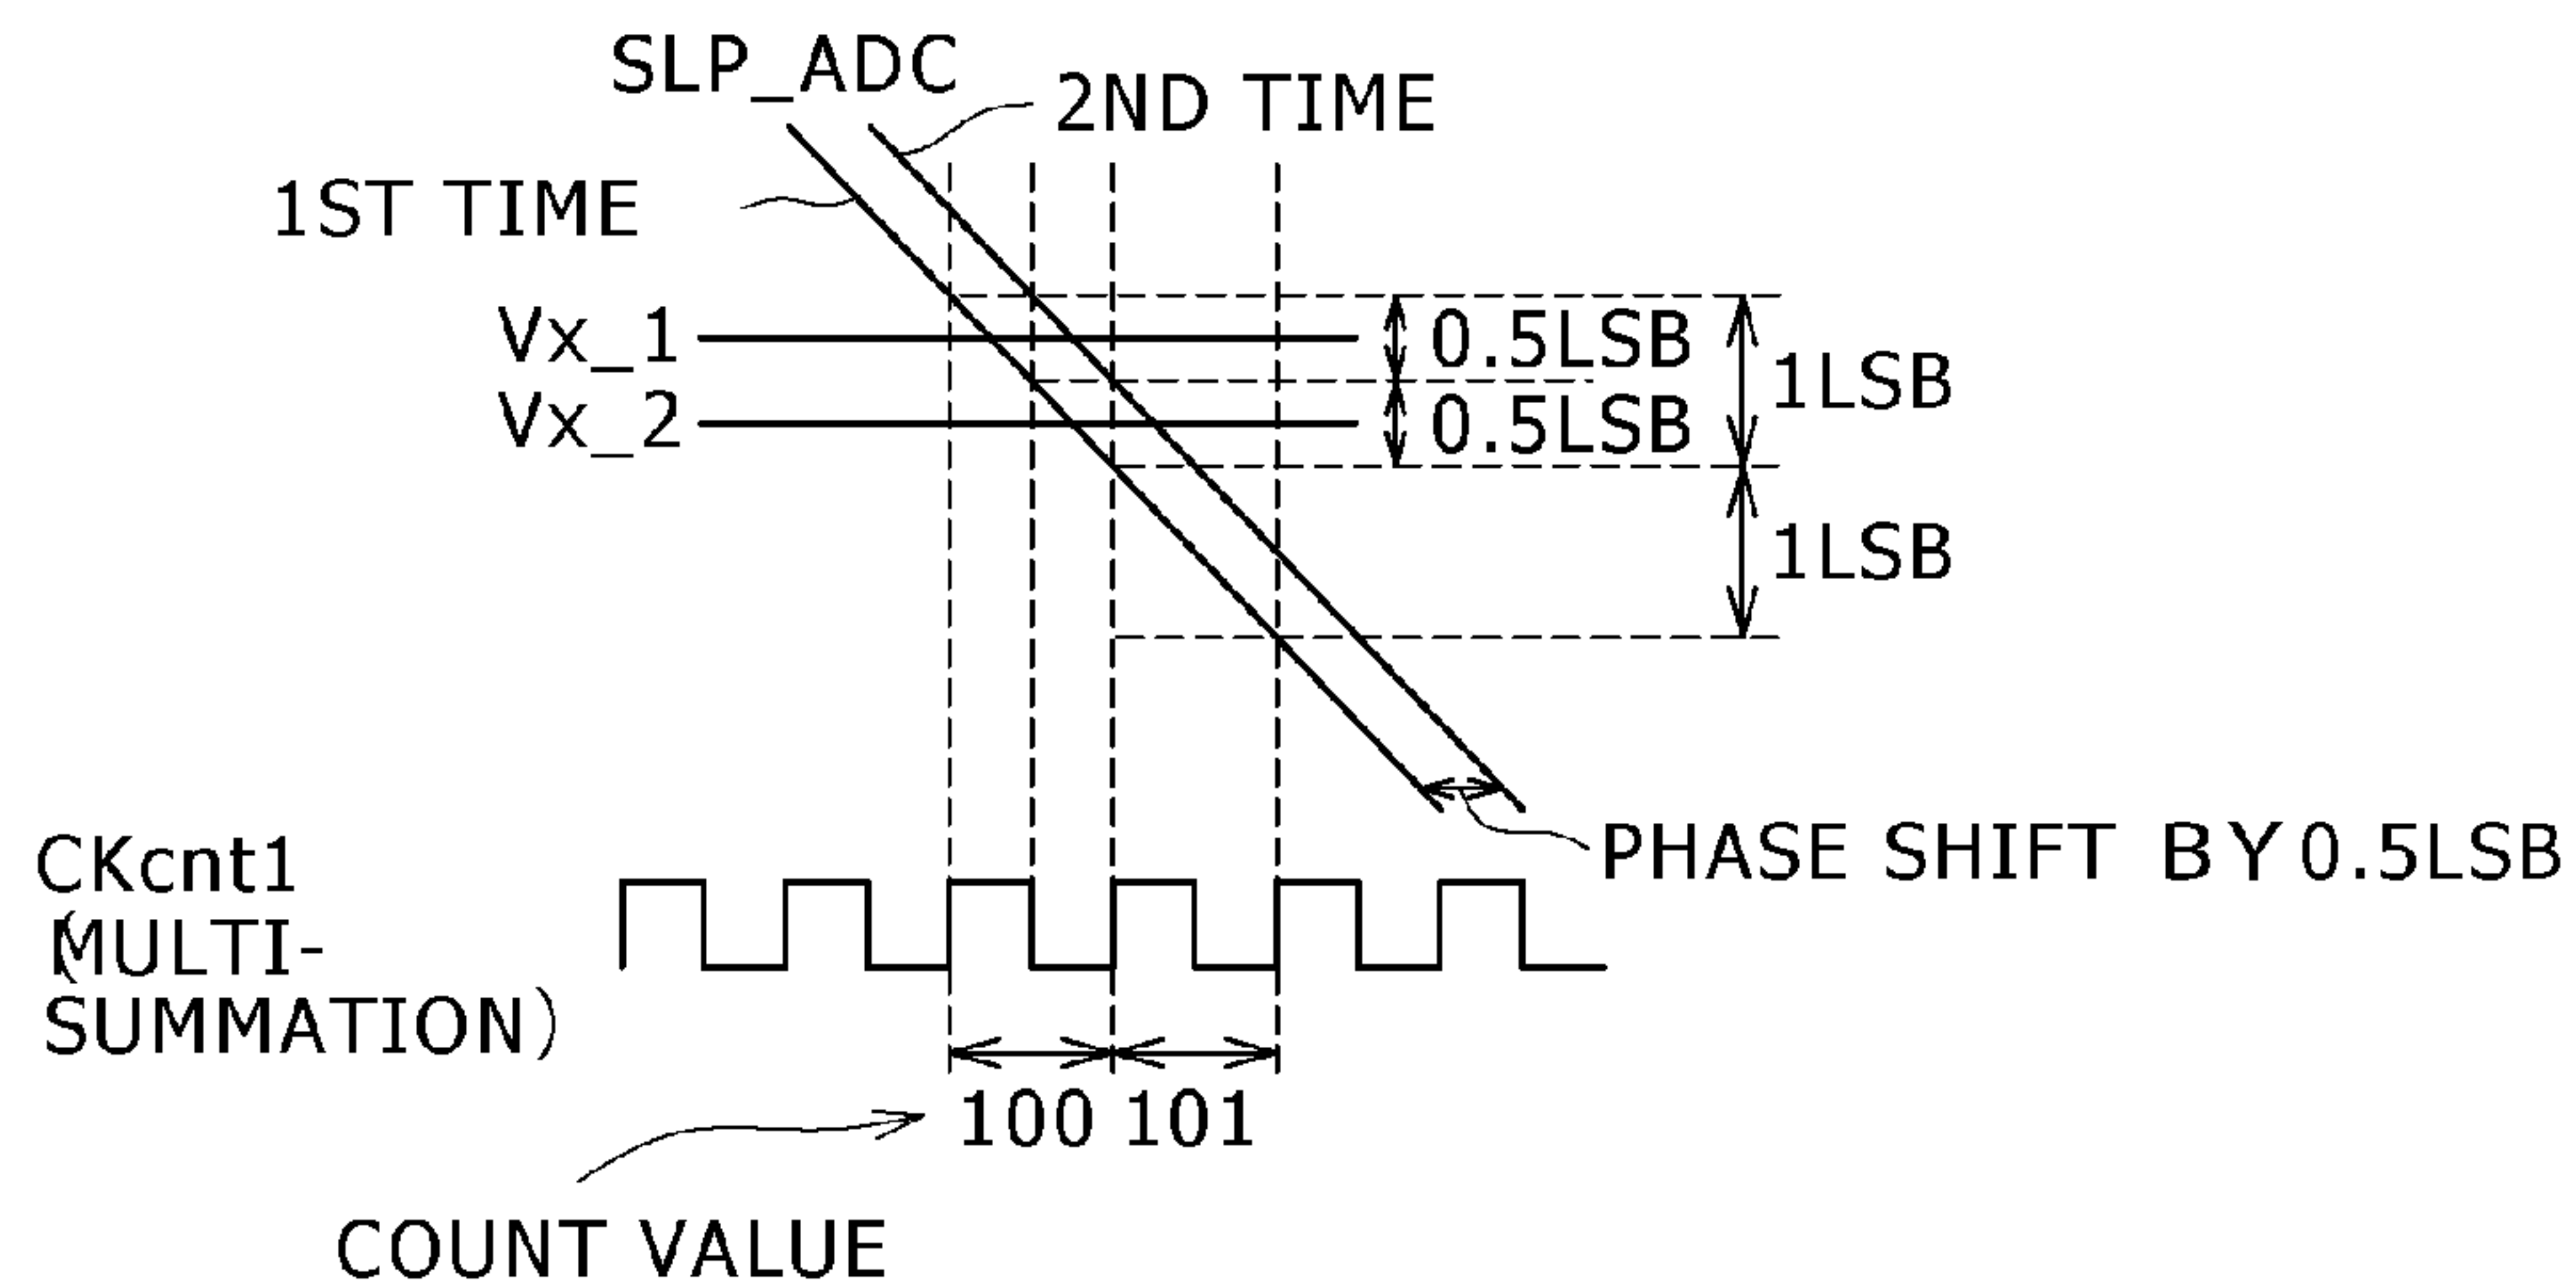 SLP_ADC
2ND TIME
1ST TIME
Vx_1
0.5LSB
1LSB
Vx_2
0.5LSB
1LSB
PHASE SHIFT BY 0.5LSB
CKcnt1
(MULTI-
SUMMATION)
100 101
COUNT VALUE